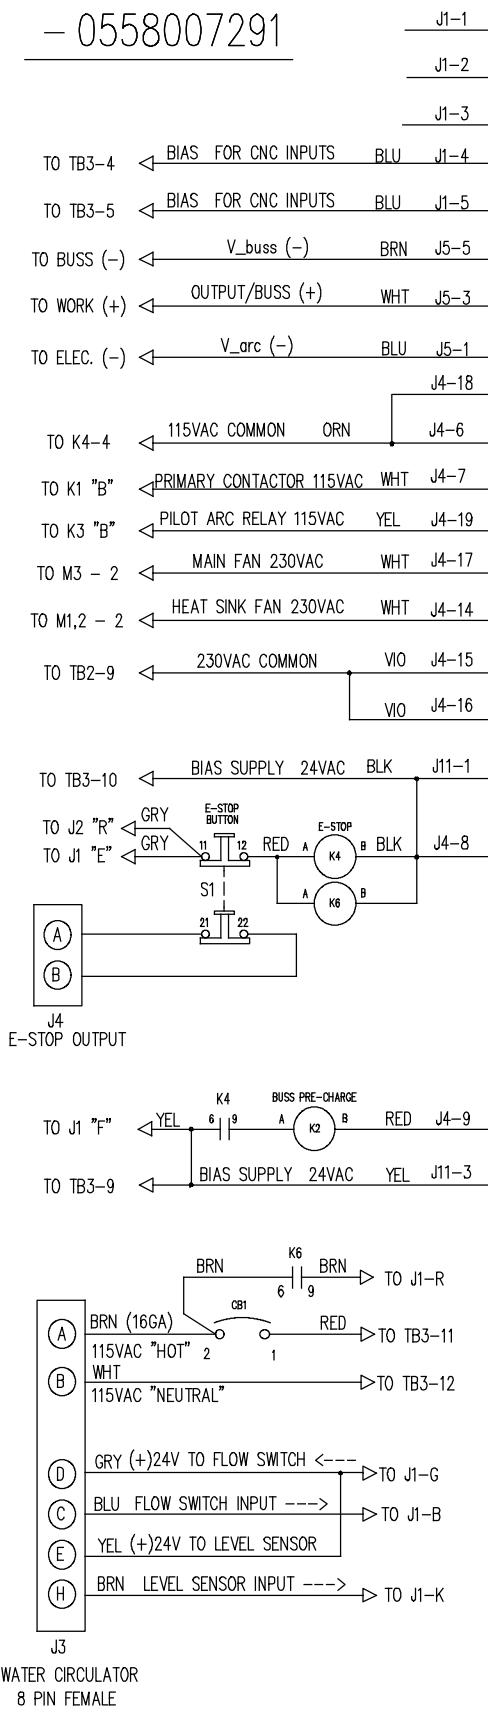 - 0558007291
J1-1
J1-2
J1-3
TO TB3-4 BIAS FOR CNC INPUTS BLU J1-4
TO TB3-5 BIAS FOR CNC INPUTS BLU J1-5
TO BUSS (-) V_buss (-) BRN J5-5
TO WORK (+) OUTPUT/BUSS (+) WHT J5-3
TO ELEC. (-) V_arc (-) BLU J5-1
J4-18
TO K4-4 115VAC COMMON ORN J4-6
TO K1 "B" PRIMARY CONTACTOR 115VAC WHT J4-7
TO K3 "B" PILOT ARC RELAY 115VAC YEL J4-19
TO M3 - 2 MAIN FAN 230VAC WHT J4-17
TO M1,2 - 2 HEAT SINK FAN 230VAC WHT J4-14
TO TB2-9 230VAC COMMON VIO J4-15
VIO J4-16
TO TB3-10 BIAS SUPPLY 24VAC BLK J11-1
E-STOP
BUTTON
TO J2 "R" GRY
E-STOP
TO J1 "E" GRY 11 12 RED A K4 B BLK J4-8
S1
A K6 B
21 22
A
B
J4
E-STOP OUTPUT
K4 BUSS PRE-CHARGE
TO J1 "F" YEL 6 9 A K2 B RED J4-9
TO TB3-9 BIAS SUPPLY 24VAC YEL J11-3
K6
BRN 6 9 BRN TO J1-R
CB1
A BRN (16GA) RED TO TB3-11
115VAC "HOT" 2 1
B WHT TO TB3-12
115VAC "NEUTRAL"
D GRY (+)24V TO FLOW SWITCH <--- TO J1-G
C BLU FLOW SWITCH INPUT ---> TO J1-B
E YEL (+)24V TO LEVEL SENSOR
H BRN LEVEL SENSOR INPUT ---> TO J1-K
J3
WATER CIRCULATOR
8 PIN FEMALE